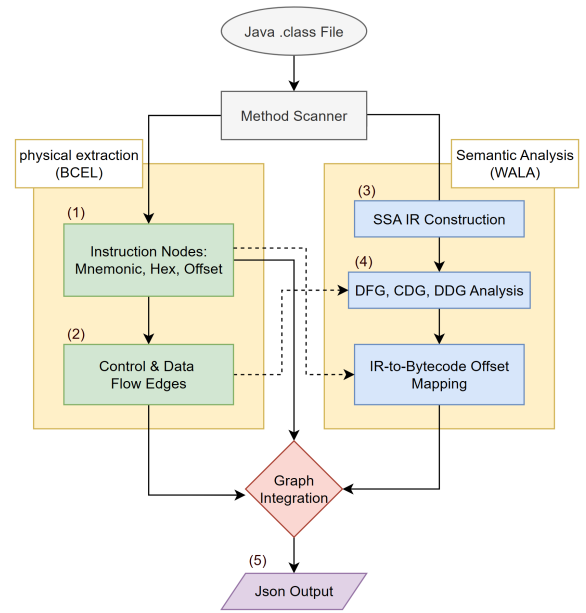 Java .class File
Method Scanner
physical extraction
(BCEL)
Semantic Analysis
(WALA)
(1)
Instruction Nodes:
Mnemonic, Hex, Offset
(2)
Control & Data
Flow Edges
(3)
SSA IR Construction
(4)
DFG, CDG, DDG Analysis
IR-to-Bytecode Offset
Mapping
Graph
Integration
(5)
Json Output